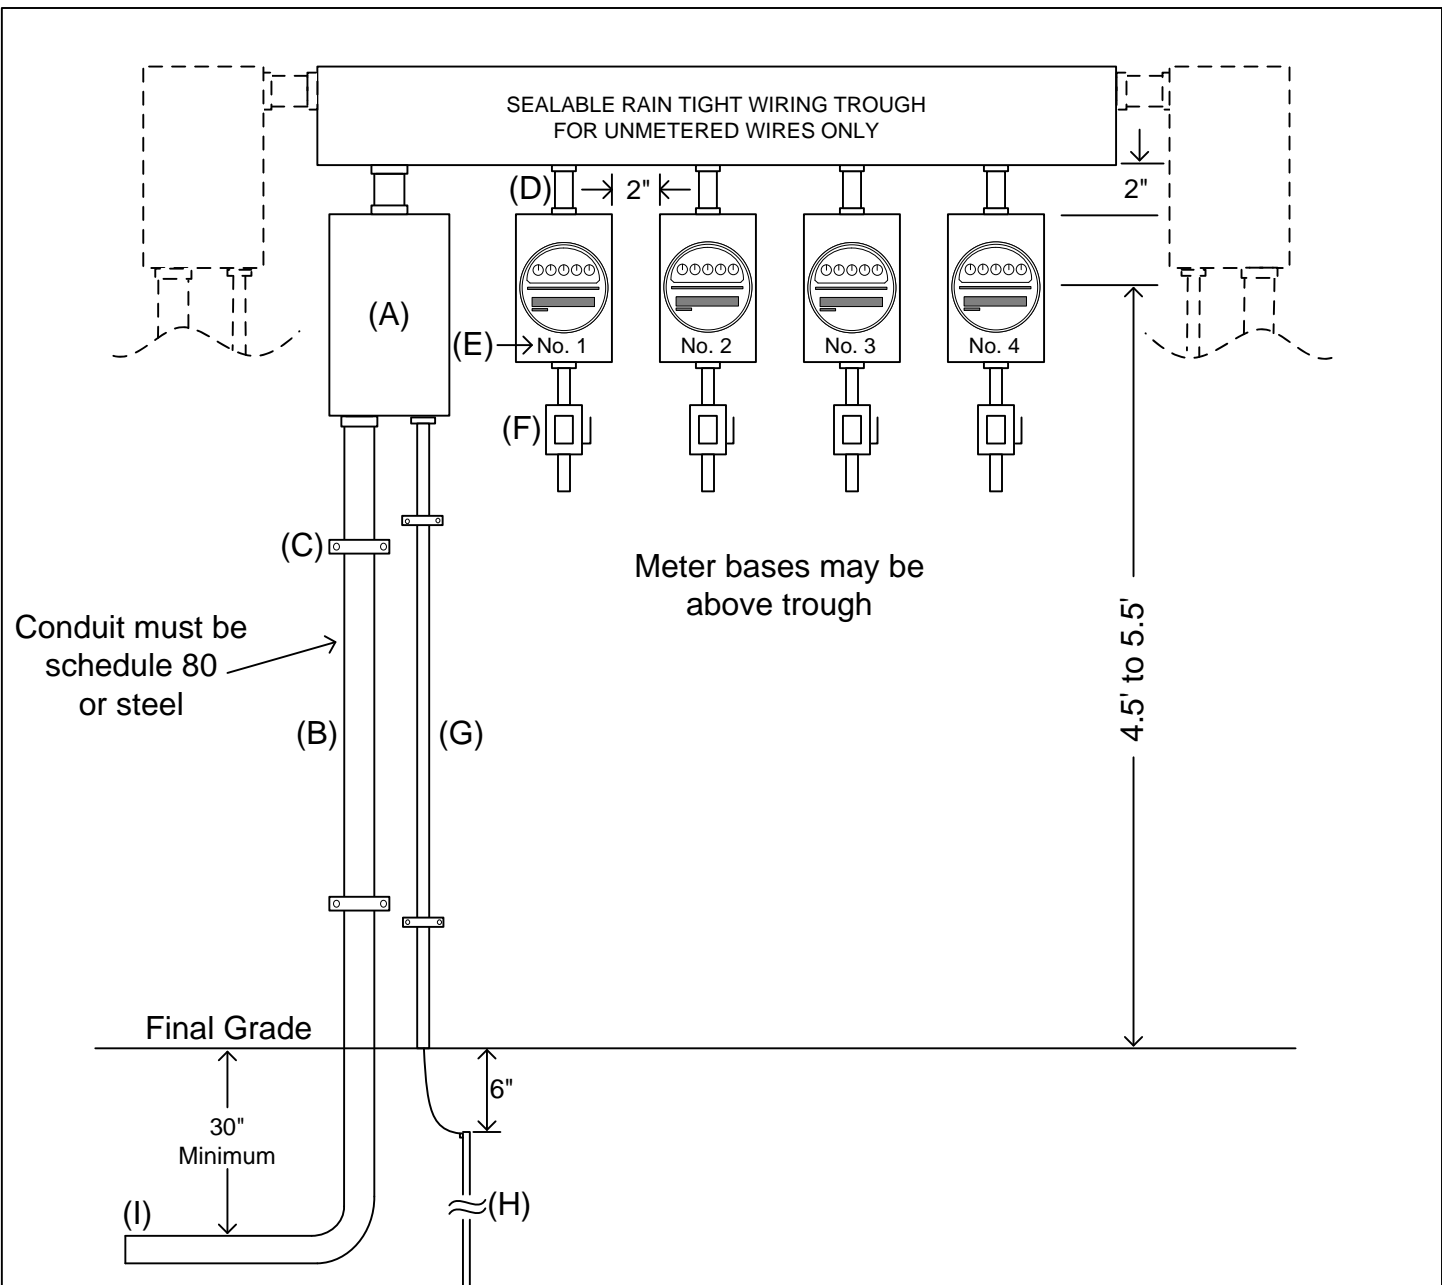 SEALABLE RAIN TIGHT WIRING TROUGH
FOR UNMETERED WIRES ONLY
(D)
2"
2"
(A)
(E)
No. 1
No. 2
No. 3
No. 4
(F)
(C)
Meter bases may be
above trough
Conduit must be
schedule 80
or steel
4.5' to 5.5'
(B)
(G)
Final Grade
6"
30"
Minimum
(I)
(H)